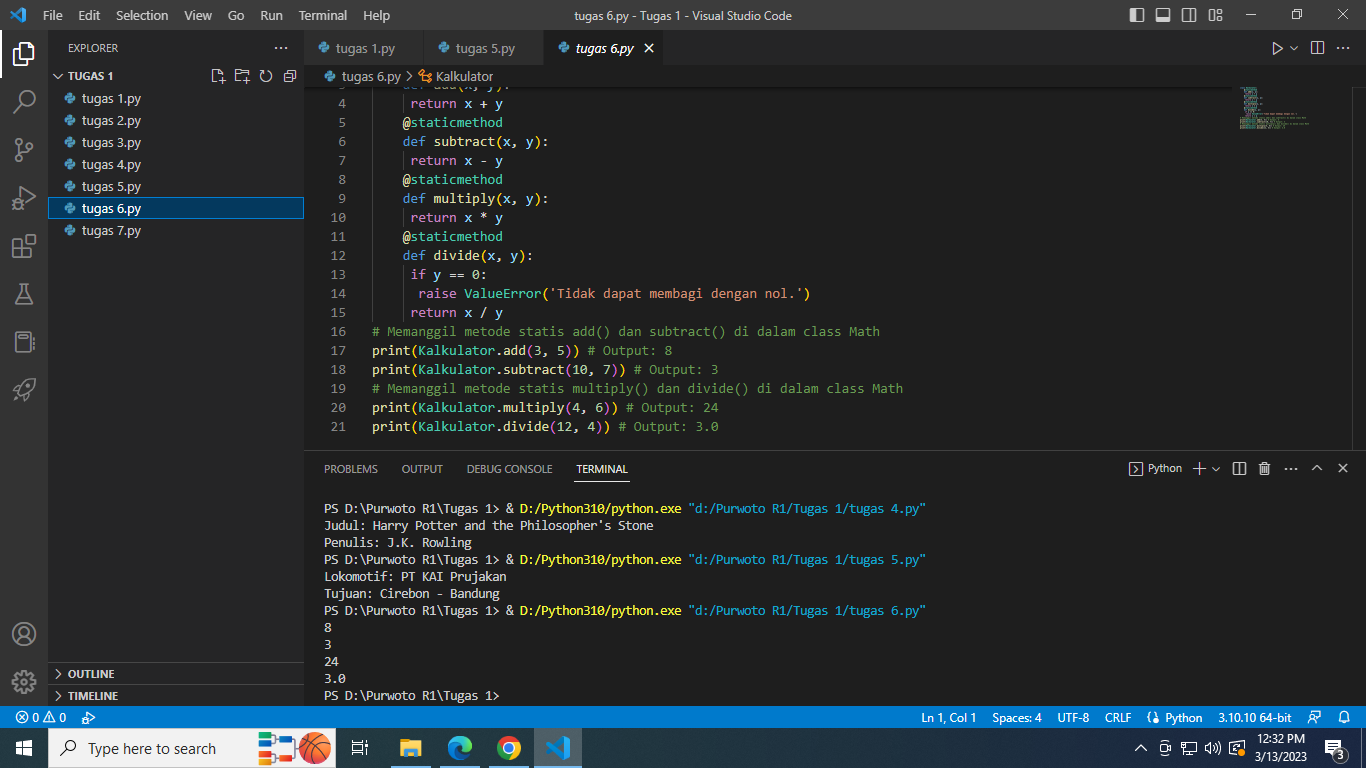 File Edit Selection View Go Run Terminal Help tugas 6.py - Tugas 1 - Visual Studio Code
EXPLORER
TUGAS 1
tugas 1.py
tugas 2.py
tugas 3.py
tugas 4.py
tugas 5.py
tugas 6.py
tugas 7.py
OUTLINE
TIMELINE
tugas 1.py tugas 5.py tugas 6.py
tugas 6.py > Kalkulator
3 def add(x, y):
4 return x + y
5 @staticmethod
6 def subtract(x, y):
7 return x - y
8 @staticmethod
9 def multiply(x, y):
10 return x * y
11 @staticmethod
12 def divide(x, y):
13 if y == 0:
14 raise ValueError('Tidak dapat membagi dengan nol.')
15 return x / y
16 # Memanggil metode statis add() dan subtract() di dalam class Math
17 print(Kalkulator.add(3, 5)) # Output: 8
18 print(Kalkulator.subtract(10, 7)) # Output: 3
19 # Memanggil metode statis multiply() dan divide() di dalam class Math
20 print(Kalkulator.multiply(4, 6)) # Output: 24
21 print(Kalkulator.divide(12, 4)) # Output: 3.0
PROBLEMS OUTPUT DEBUG CONSOLE TERMINAL Python
PS D:\Purwoto R1\Tugas 1> & D:/Python310/python.exe "d:/Purwoto R1/Tugas 1/tugas 4.py"
Judul: Harry Potter and the Philosopher's Stone
Penulis: J.K. Rowling
PS D:\Purwoto R1\Tugas 1> & D:/Python310/python.exe "d:/Purwoto R1/Tugas 1/tugas 5.py"
Lokomotif: PT KAI Prujakan
Tujuan: Cirebon - Bandung
PS D:\Purwoto R1\Tugas 1> & D:/Python310/python.exe "d:/Purwoto R1/Tugas 1/tugas 6.py"
8
3
24
3.0
PS D:\Purwoto R1\Tugas 1>
0 0 Ln 1, Col 1 Spaces: 4 UTF-8 CRLF Python 3.10.10 64-bit
Type here to search
12:32 PM
3/13/2023
3